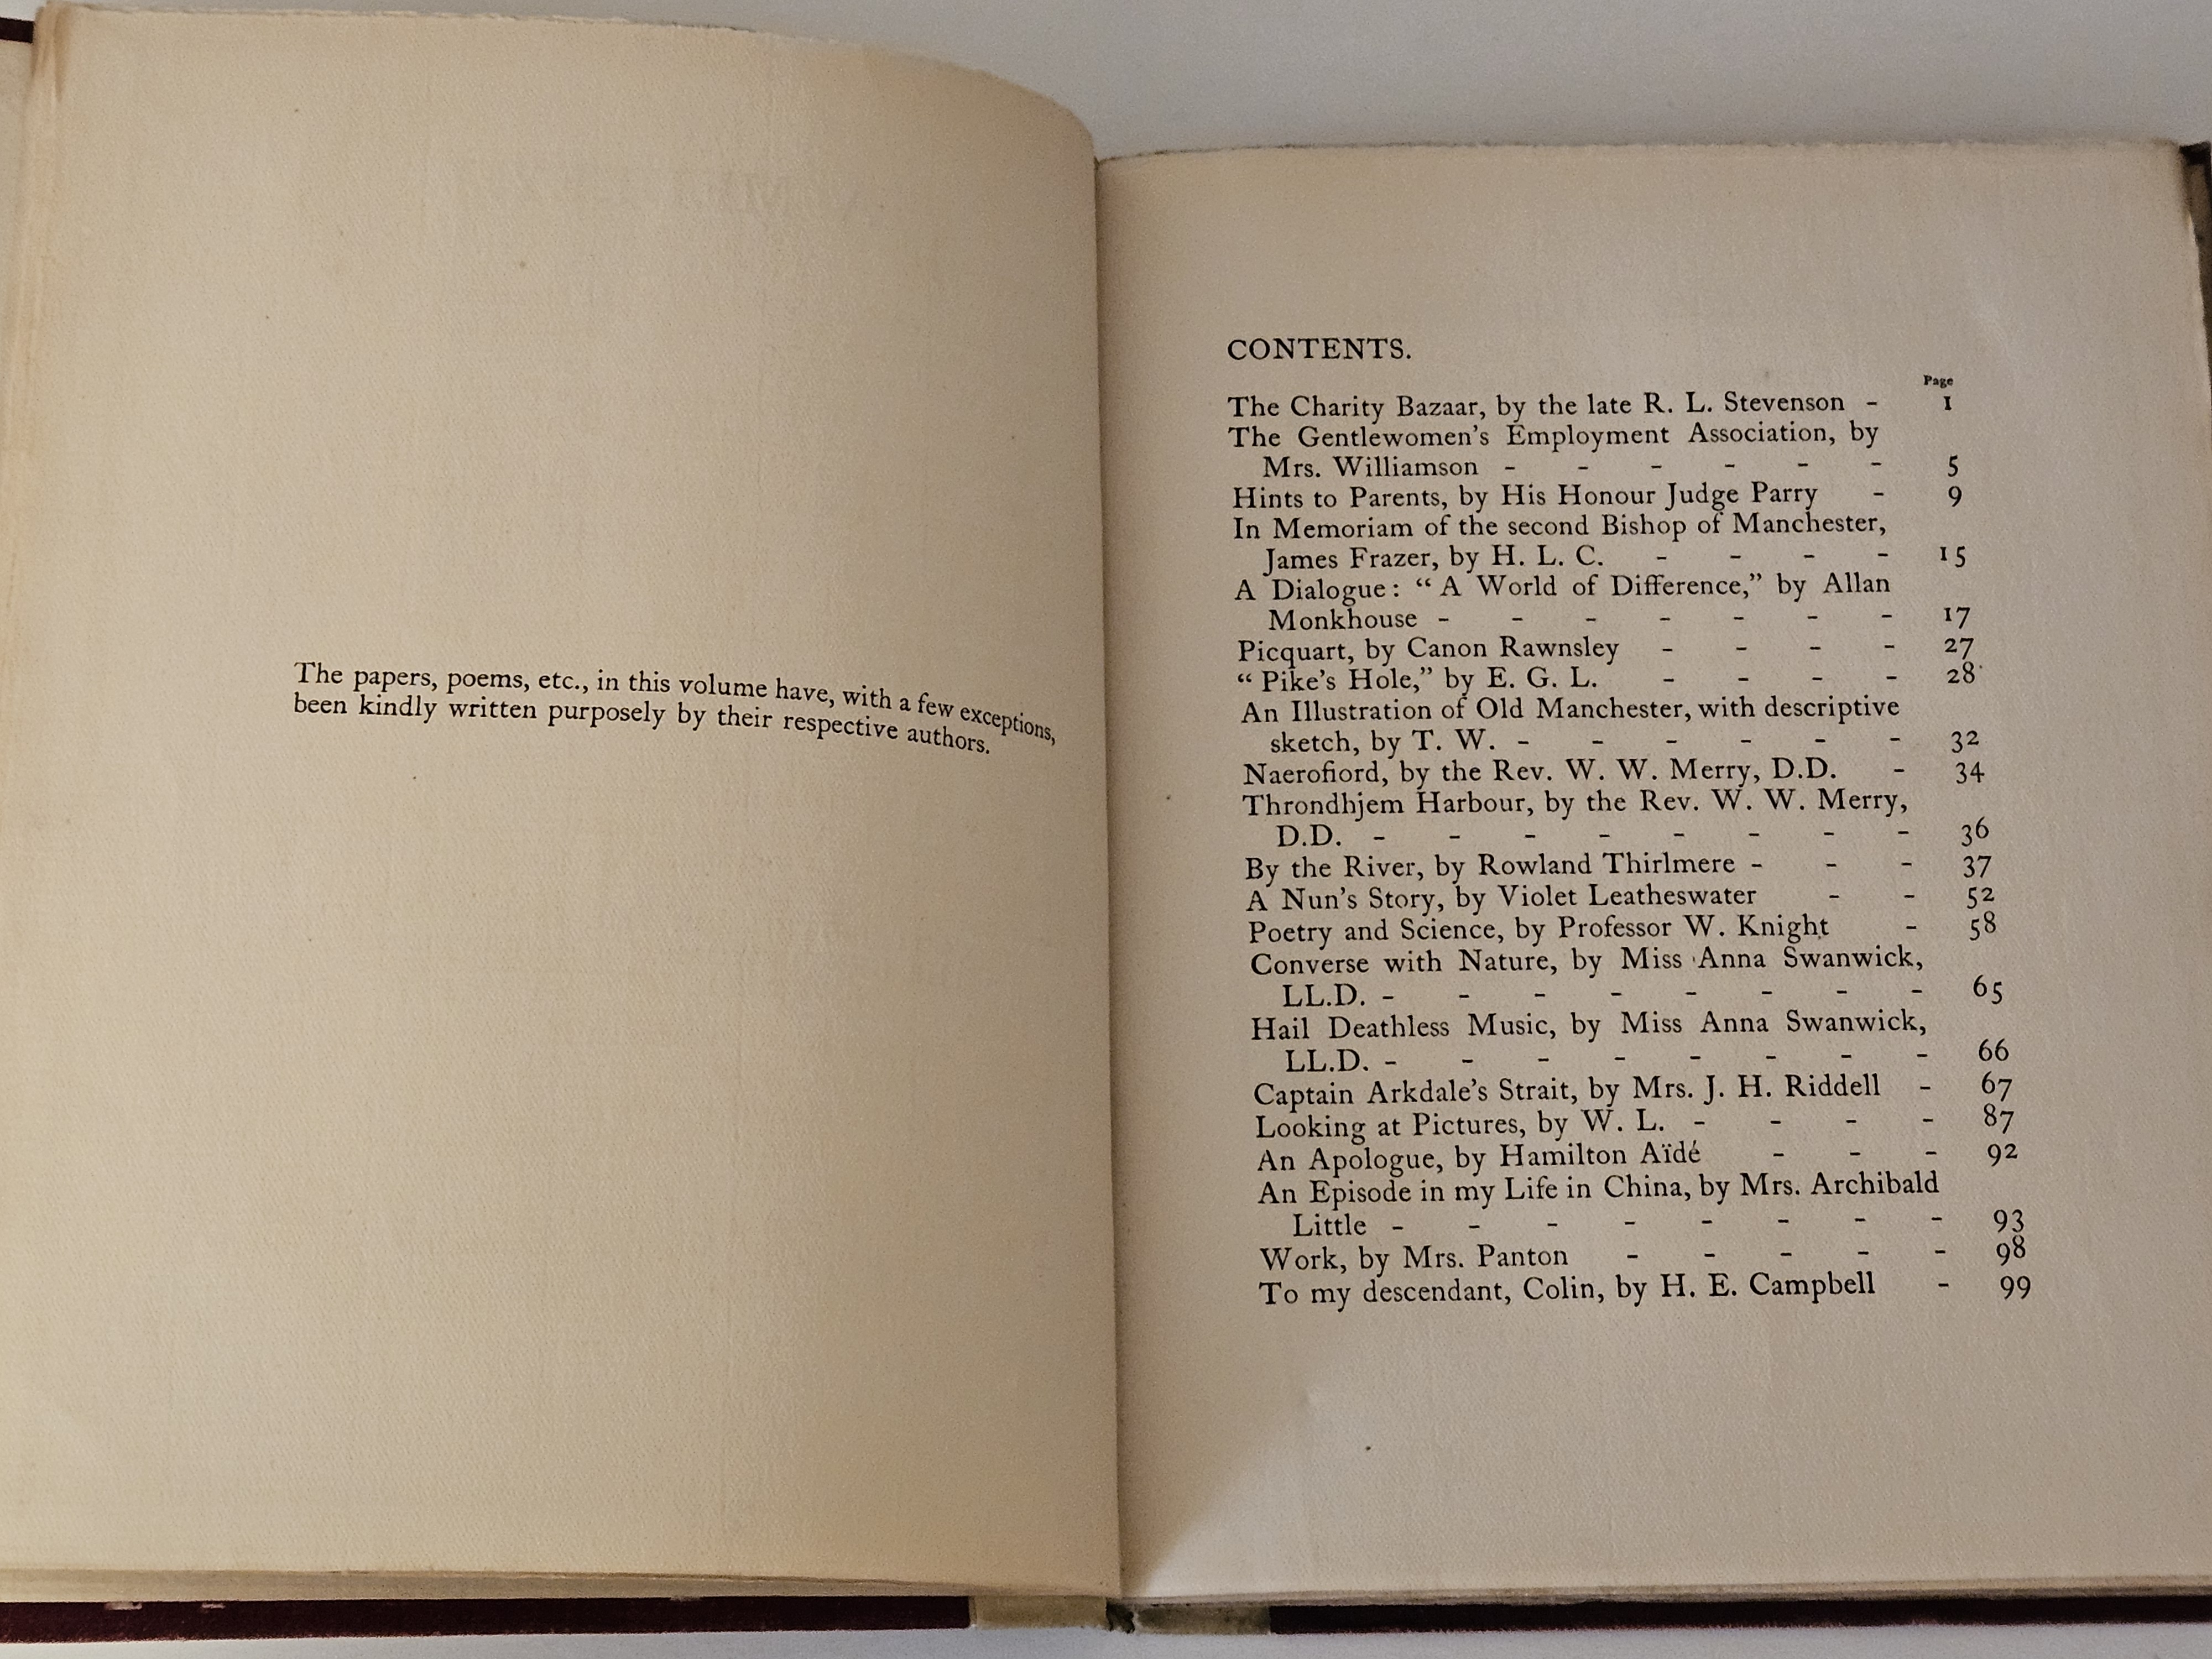 The papers, poems, etc., in this volume have, with a few exceptions,
been kindly written purposely by their respective authors.
CONTENTS.
Page
The Charity Bazaar, by the late R. L. Stevenson - 1
The Gentlewomen's Employment Association, by
Mrs. Williamson - - - - - - 5
Hints to Parents, by His Honour Judge Parry - 9
In Memoriam of the second Bishop of Manchester,
James Frazer, by H. L. C. - - - - 15
A Dialogue: “A World of Difference,” by Allan
Monkhouse - - - - - - - 17
Picquart, by Canon Rawnsley - - - - 27
“Pike's Hole,” by E. G. L. - - - - 28
An Illustration of Old Manchester, with descriptive
sketch, by T. W. - - - - - - 32
Naerofiord, by the Rev. W. W. Merry, D.D. - 34
Throndhjem Harbour, by the Rev. W. W. Merry,
D.D. - - - - - - - - 36
By the River, by Rowland Thirlmere - - - 37
A Nun's Story, by Violet Leatheswater - - 52
Poetry and Science, by Professor W. Knight - 58
Converse with Nature, by Miss Anna Swanwick,
LL.D. - - - - - - - - 65
Hail Deathless Music, by Miss Anna Swanwick,
LL.D. - - - - - - - - 66
Captain Arkdale's Strait, by Mrs. J. H. Riddell - 67
Looking at Pictures, by W. L. - - - - 87
An Apologue, by Hamilton Aïdé - - - 92
An Episode in my Life in China, by Mrs. Archibald
Little - - - - - - - - 93
Work, by Mrs. Panton - - - - - 98
To my descendant, Colin, by H. E. Campbell - 99